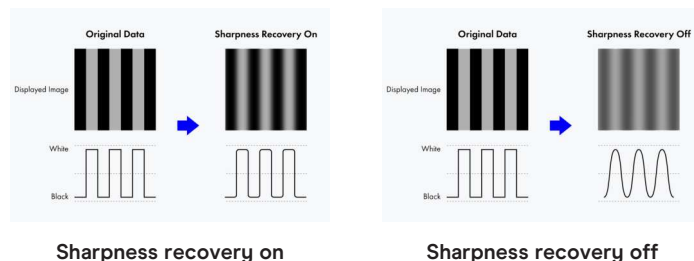 Original Data
Sharpness Recovery On
Displayed Image
White
Black
Sharpness recovery on
Original Data
Sharpness Recovery Off
Displayed Image
White
Black
Sharpness recovery off